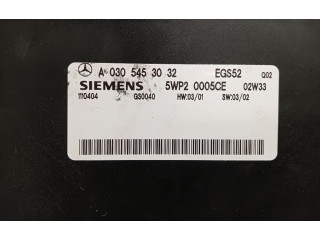 A 030 545 30 32 EGS52 Q02
SIEMENS 5WP2 0005CE 02W33
110404 GS0040 HW:03/01 SW:03/02